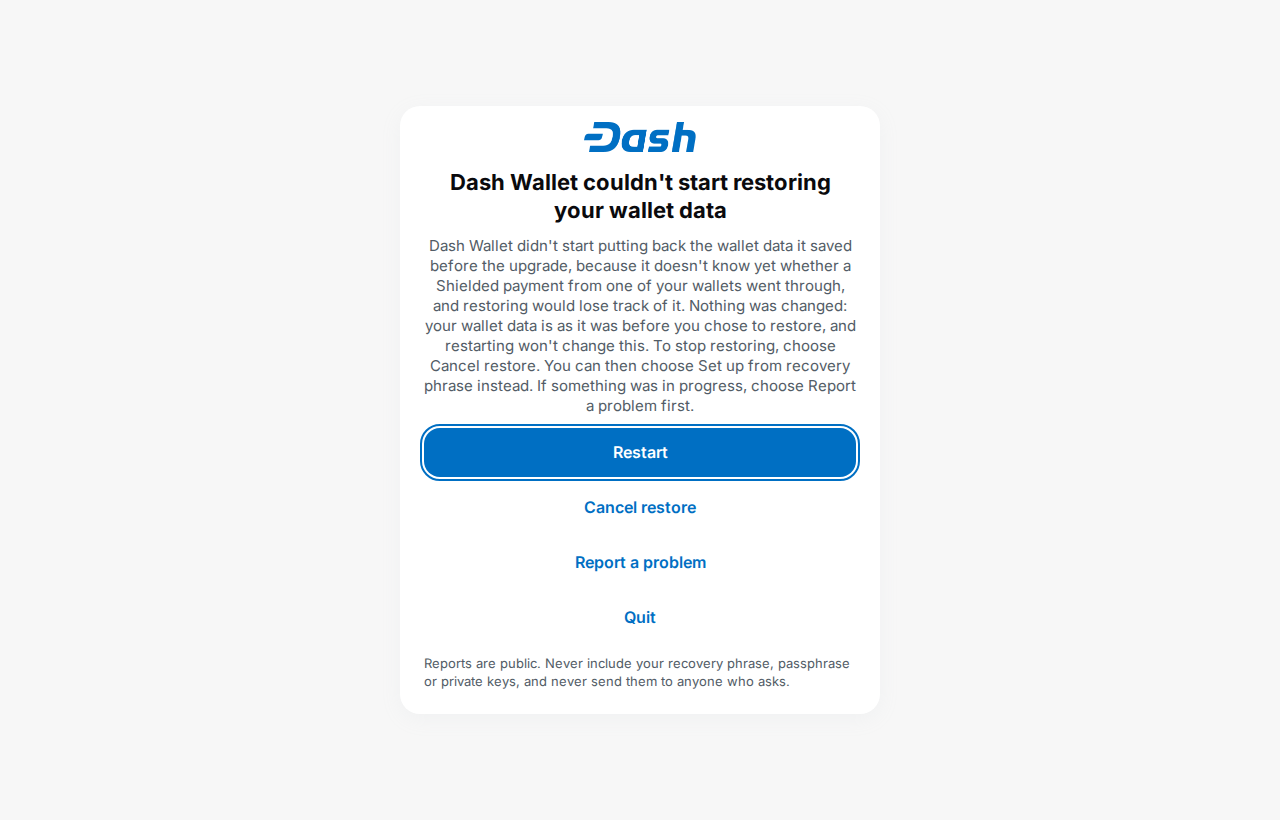 Dash
Dash Wallet couldn't start restoring
your wallet data
Dash Wallet didn't start putting back the wallet data it saved
before the upgrade, because it doesn't know yet whether a
Shielded payment from one of your wallets went through,
and restoring would lose track of it. Nothing was changed:
your wallet data is as it was before you chose to restore, and
restarting won't change this. To stop restoring, choose
Cancel restore. You can then choose Set up from recovery
phrase instead. If something was in progress, choose Report
a problem first.
Restart
Cancel restore
Report a problem
Quit
Reports are public. Never include your recovery phrase, passphrase
or private keys, and never send them to anyone who asks.